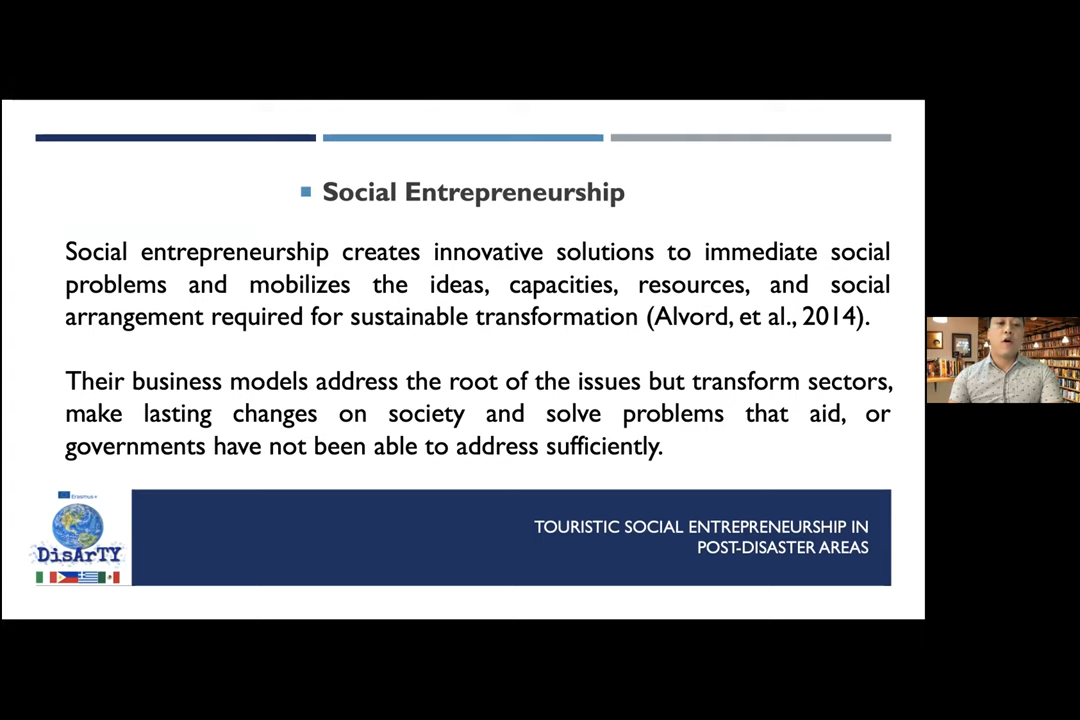 Social Entrepreneurship
Social entrepreneurship creates innovative solutions to immediate social
problems and mobilizes the ideas, capacities, resources, and social
arrangement required for sustainable transformation (Alvord, et al., 2014).
Their business models address the root of the issues but transform sectors,
make lasting changes on society and solve problems that aid, or
governments have not been able to address sufficiently.
Erasmus+
DisArTY
TOURISTIC SOCIAL ENTREPRENEURSHIP IN
POST-DISASTER AREAS